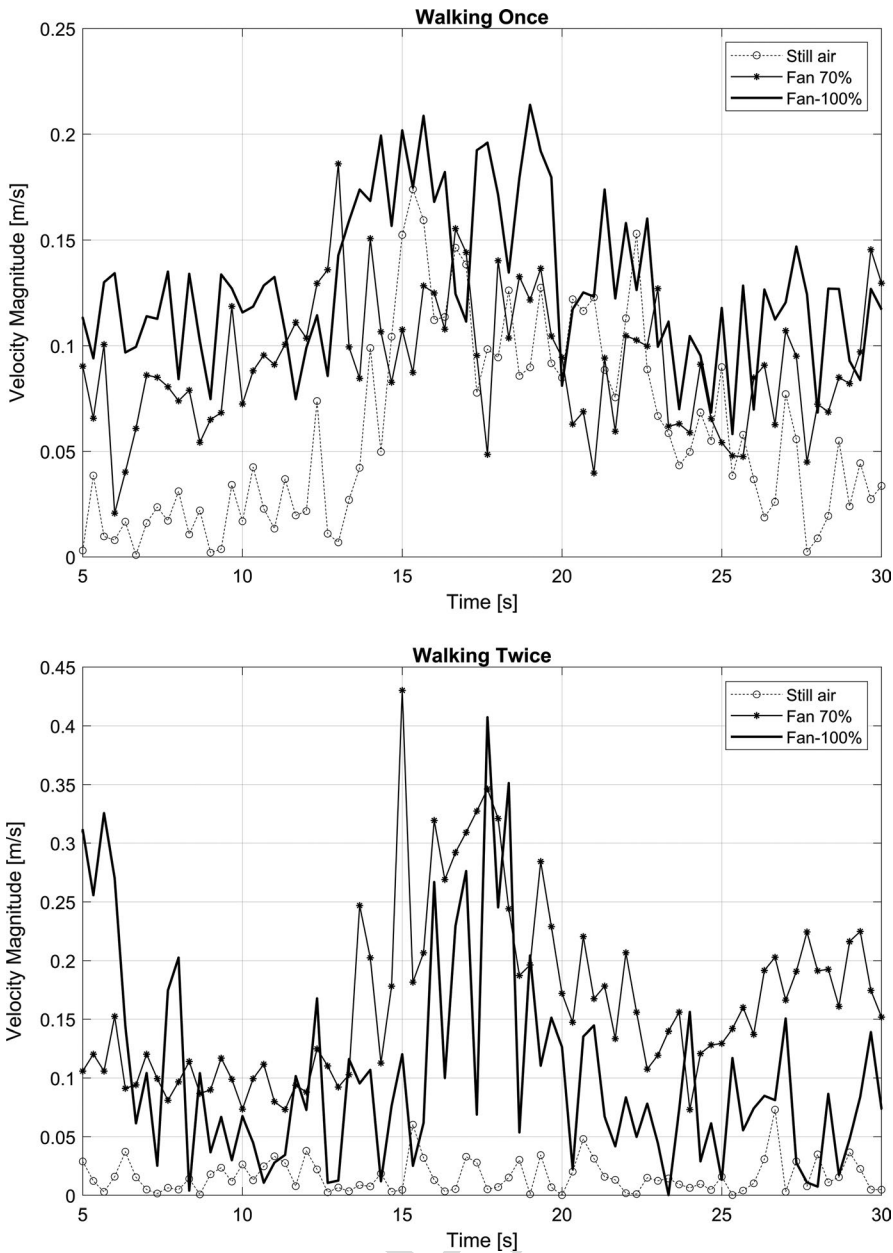 Walking Once
0.25
0.2
0.15
0.1
0.05
0
Velocity Magnitude [m/s]
Still air
Fan 70%
Fan-100%
5
10
15
20
25
30
Time [s]
Walking Twice
0.45
0.4
0.35
0.3
0.25
0.2
0.15
0.1
0.05
0
Velocity Magnitude [m/s]
Still air
Fan 70%
Fan-100%
5
10
15
20
25
30
Time [s]